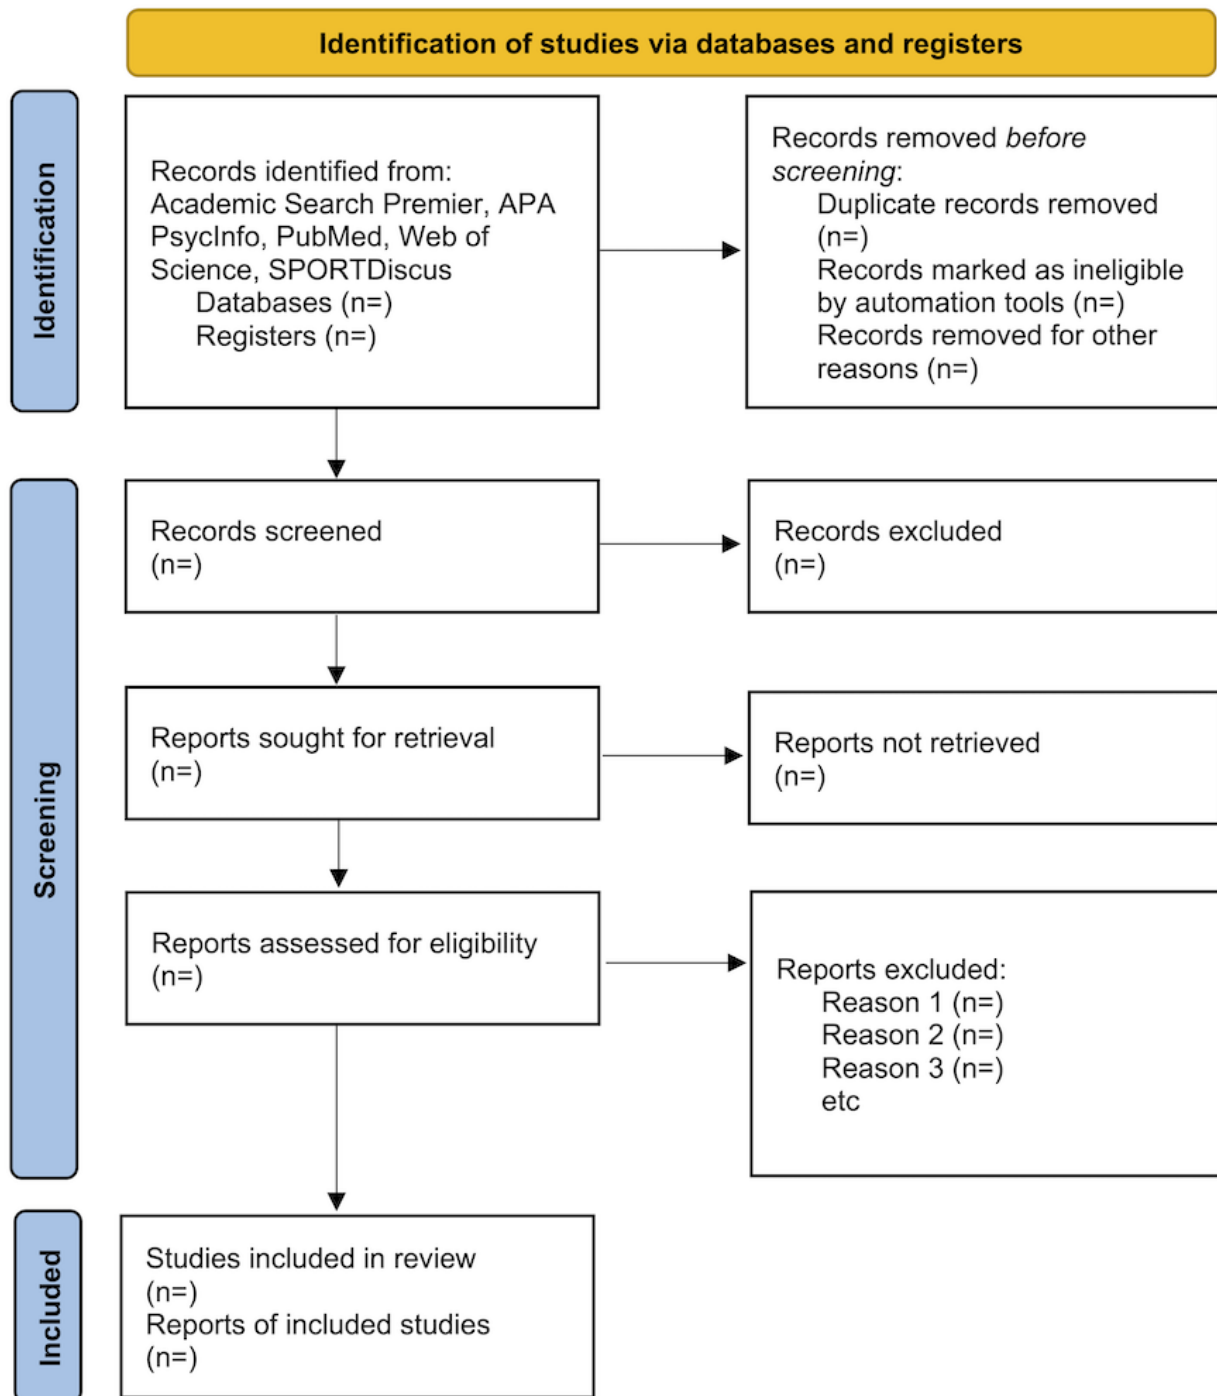 Identification of studies via databases and registers
Identification
Records identified from:
Academic Search Premier, APA
PsycInfo, PubMed, Web of
Science, SPORTDiscus
Databases (n=)
Registers (n=)
Records removed before
screening:
Duplicate records removed
(n=)
Records marked as ineligible
by automation tools (n=)
Records removed for other
reasons (n=)
Screening
Records screened
(n=)
Records excluded
(n=)
Reports sought for retrieval
(n=)
Reports not retrieved
(n=)
Reports assessed for eligibility
(n=)
Reports excluded:
Reason 1 (n=)
Reason 2 (n=)
Reason 3 (n=)
etc
Included
Studies included in review
(n=)
Reports of included studies
(n=)